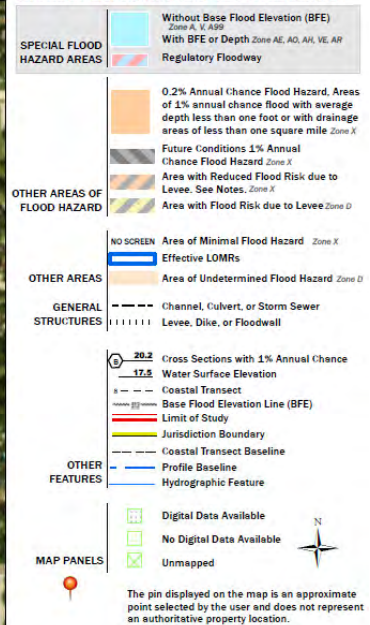 SPECIAL FLOOD
HAZARD AREAS
Without Base Flood Elevation (BFE)
Zone A, V, A99
With BFE or Depth Zone AE, AO, AH, VE, AR
Regulatory Floodway
OTHER AREAS OF
FLOOD HAZARD
0.2% Annual Chance Flood Hazard, Areas
of 1% annual chance flood with average
depth less than one foot or with drainage
areas of less than one square mile Zone X
Future Conditions 1% Annual
Chance Flood Hazard Zone X
Area with Reduced Flood Risk due to
Levee. See Notes. Zone X
Area with Flood Risk due to Levee Zone D
OTHER AREAS
NO SCREEN Area of Minimal Flood Hazard Zone X
Effective LOMRs
Area of Undetermined Flood Hazard Zone D
GENERAL
STRUCTURES
Channel, Culvert, or Storm Sewer
Levee, Dike, or Floodwall
OTHER
FEATURES
B 20.2 Cross Sections with 1% Annual Chance
17.5 Water Surface Elevation
Coastal Transect
Base Flood Elevation Line (BFE)
Limit of Study
Jurisdiction Boundary
Coastal Transect Baseline
Profile Baseline
Hydrographic Feature
MAP PANELS
Digital Data Available
No Digital Data Available
Unmapped
N
The pin displayed on the map is an approximate
point selected by the user and does not represent
an authoritative property location.